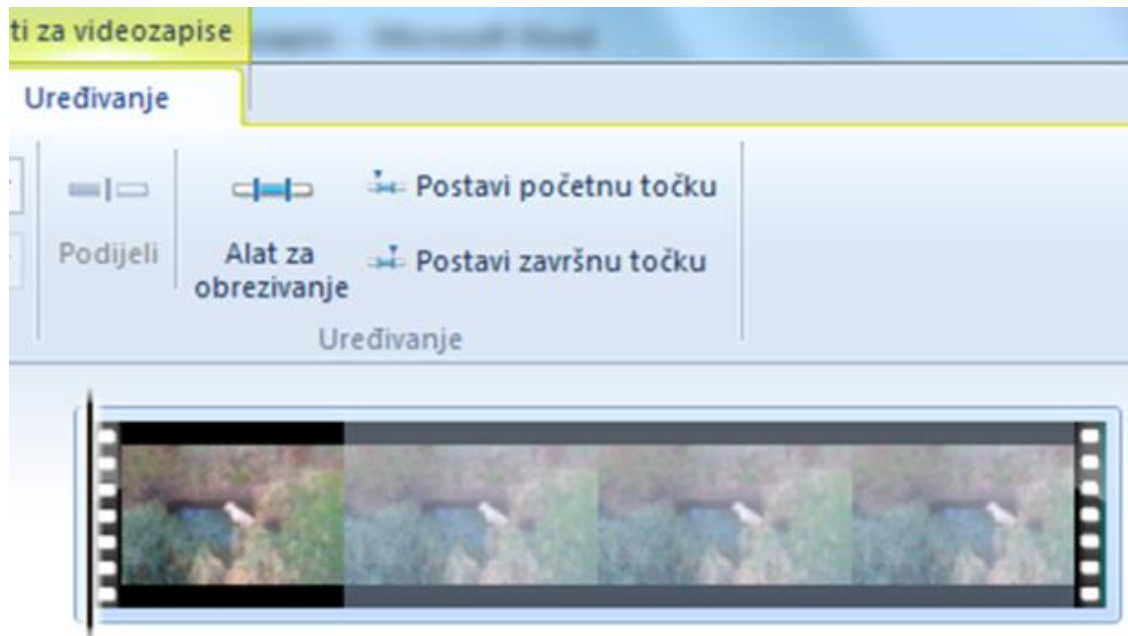 ti za videozapise
Uređivanje
Podijeli
Alat za
obrezivanje
Postavi početnu točku
Postavi završnu točku
Uređivanje